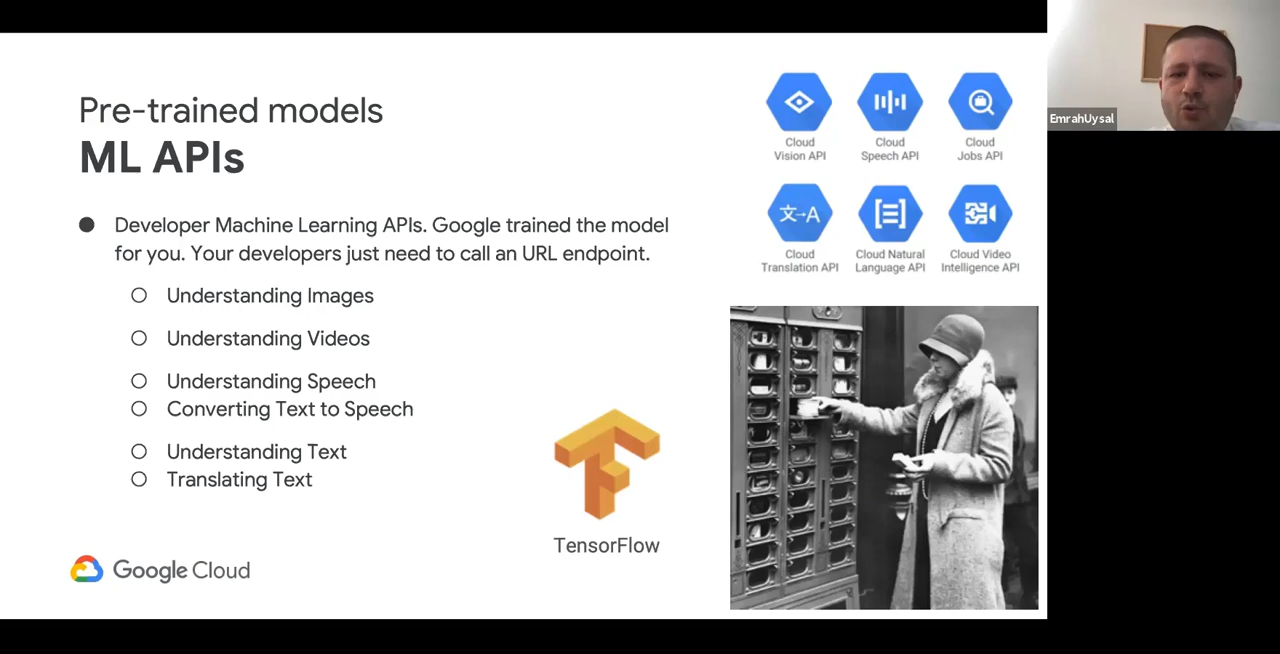 Pre-trained models
ML APIs
Developer Machine Learning APIs. Google trained the model
for you. Your developers just need to call an URL endpoint.
Understanding Images
Understanding Videos
Understanding Speech
Converting Text to Speech
Understanding Text
Translating Text
Google Cloud
TensorFlow
Cloud
Vision API
Cloud
Speech API
Cloud
Jobs API
文→A
Cloud
Translation API
Cloud Natural
Language API
Cloud Video
Intelligence API
EmrahUysal